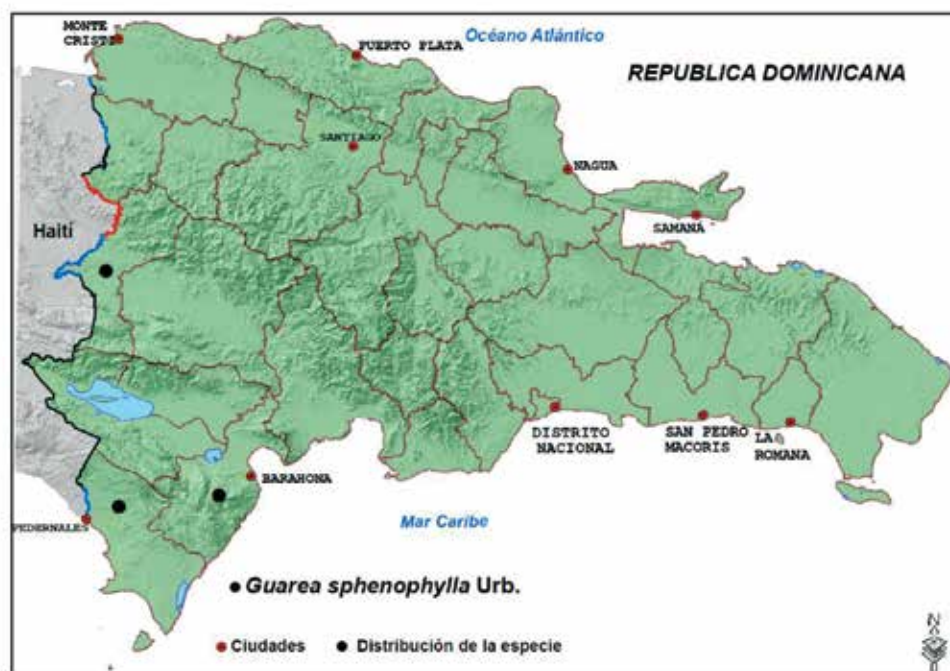 MONTE
CRISTI
PUERTO PLATA
Océano Atlántico
REPUBLICA DOMINICANA
SANTIAGO
NAGUA
SAMANÁ
Haití
DISTRITO
NACIONAL
SAN PEDRO
MACORIS
LA
ROMANA
BARAHONA
PEDERNALES
Mar Caribe
Guarea sphenophylla Urb.
Ciudades
Distribución de la especie
N